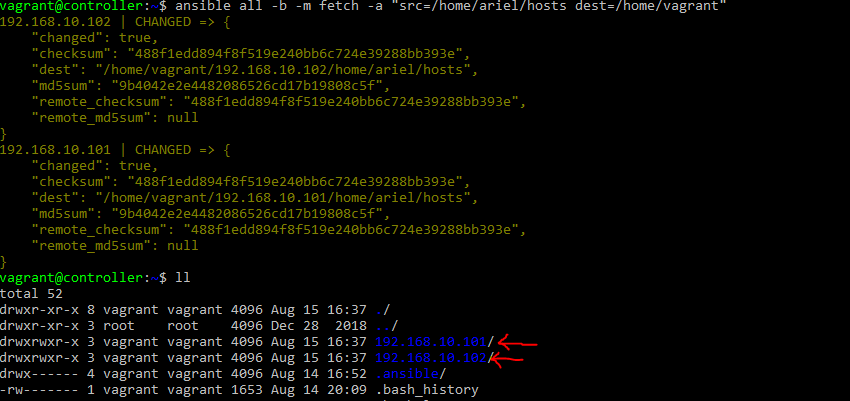 vagrant@controller:~$ ansible all -b -m fetch -a "src=/home/ariel/hosts dest=/home/vagrant"
192.168.10.102 | CHANGED => {
    "changed": true,
    "checksum": "488f1edd894f8f519e240bb6c724e39288bb393e",
    "dest": "/home/vagrant/192.168.10.102/home/ariel/hosts",
    "md5sum": "9b4042e2e4482086526cd17b19808c5f",
    "remote_checksum": "488f1edd894f8f519e240bb6c724e39288bb393e",
    "remote_md5sum": null
}
192.168.10.101 | CHANGED => {
    "changed": true,
    "checksum": "488f1edd894f8f519e240bb6c724e39288bb393e",
    "dest": "/home/vagrant/192.168.10.101/home/ariel/hosts",
    "md5sum": "9b4042e2e4482086526cd17b19808c5f",
    "remote_checksum": "488f1edd894f8f519e240bb6c724e39288bb393e",
    "remote_md5sum": null
}
vagrant@controller:~$ ll
total 52
drwxr-xr-x 8 vagrant vagrant 4096 Aug 15 16:37 ./
drwxr-xr-x 3 root    root    4096 Dec 28  2018 ../
drwxrwxr-x 3 vagrant vagrant 4096 Aug 15 16:37 192.168.10.101/
drwxrwxr-x 3 vagrant vagrant 4096 Aug 15 16:37 192.168.10.102/
drwx------ 4 vagrant vagrant 4096 Aug 14 16:52 .ansible/
-rw------- 1 vagrant vagrant 1653 Aug 14 20:09 .bash_history